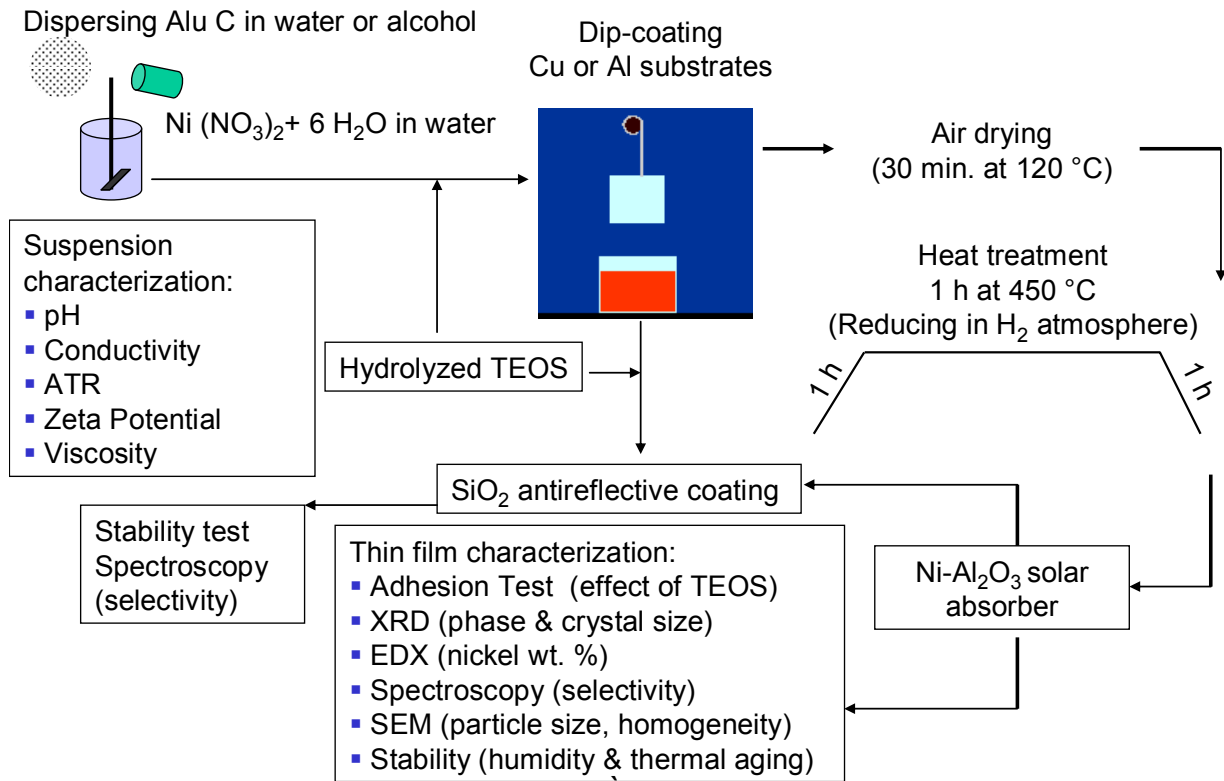 Dispersing Alu C in water or alcohol
Ni (NO₃)₂+ 6 H₂O in water
Dip-coating
Cu or Al substrates
Air drying
(30 min. at 120 °C)
Heat treatment
1 h at 450 °C
(Reducing in H₂ atmosphere)
1 h
1 h
Suspension
characterization:
▪ pH
▪ Conductivity
▪ ATR
▪ Zeta Potential
▪ Viscosity
Hydrolyzed TEOS
SiO₂ antireflective coating
Stability test
Spectroscopy
(selectivity)
Thin film characterization:
▪ Adhesion Test (effect of TEOS)
▪ XRD (phase & crystal size)
▪ EDX (nickel wt. %)
▪ Spectroscopy (selectivity)
▪ SEM (particle size, homogeneity)
▪ Stability (humidity & thermal aging)
Ni-Al₂O₃ solar
absorber